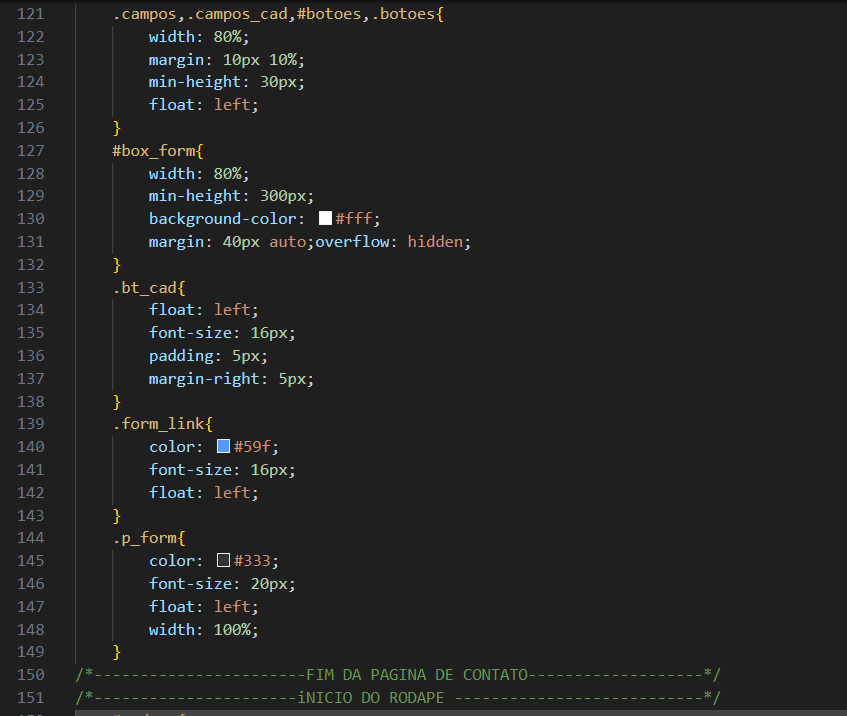 121 .campos,.campos_cad,#botoes,.botoes{
122 width: 80%;
123 margin: 10px 10%;
124 min-height: 30px;
125 float: left;
126 }
127 #box_form{
128 width: 80%;
129 min-height: 300px;
130 background-color: #fff;
131 margin: 40px auto;overflow: hidden;
132 }
133 .bt_cad{
134 float: left;
135 font-size: 16px;
136 padding: 5px;
137 margin-right: 5px;
138 }
139 .form_link{
140 color: #59f;
141 font-size: 16px;
142 float: left;
143 }
144 .p_form{
145 color: #333;
146 font-size: 20px;
147 float: left;
148 width: 100%;
149 }
150 /*-----------------------FIM DA PAGINA DE CONTATO-------------------*/
151 /*----------------------iNICIO DO RODAPE ---------------------------*/